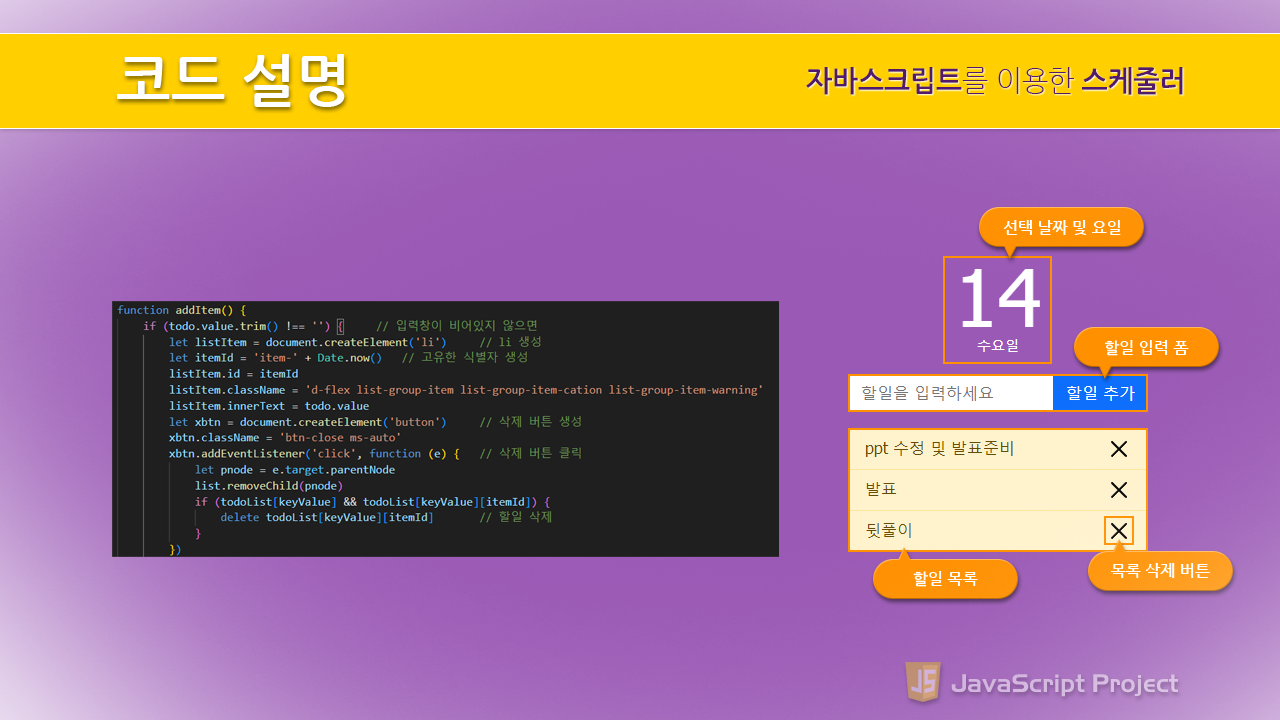 코드 설명
자바스크립트를 이용한 스케줄러
function addItem() {
if (todo.value.trim() !== '') { // 입력창이 비어있지 않으면
let listItem = document.createElement('li') // li 생성
let itemId = 'item-' + Date.now() // 고유한 식별자 생성
listItem.id = itemId
listItem.className = 'd-flex list-group-item list-group-item-cation list-group-item-warning'
listItem.innerText = todo.value
let xbtn = document.createElement('button') // 삭제 버튼 생성
xbtn.className = 'btn-close ms-auto'
xbtn.addEventListener('click', function (e) { // 삭제 버튼 클릭
let pnode = e.target.parentNode
list.removeChild(pnode)
if (todoList[keyValue] && todoList[keyValue][itemId]) {
delete todoList[keyValue][itemId] // 할일 삭제
}
})
선택 날짜 및 요일
14
수요일
할일 입력 폼
할일을 입력하세요 할일 추가
ppt 수정 및 발표준비
발표
뒷풀이
할일 목록
목록 삭제 버튼
JS JavaScript Project